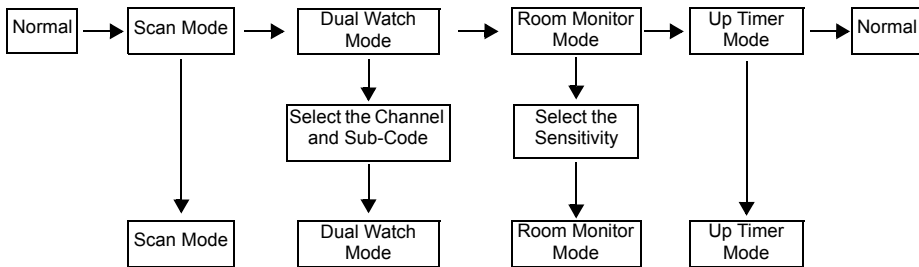 Normal
Scan Mode
Dual Watch
Mode
Room Monitor
Mode
Up Timer
Mode
Normal
Select the Channel
and Sub-Code
Select the
Sensitivity
Scan Mode
Dual Watch
Mode
Room Monitor
Mode
Up Timer
Mode